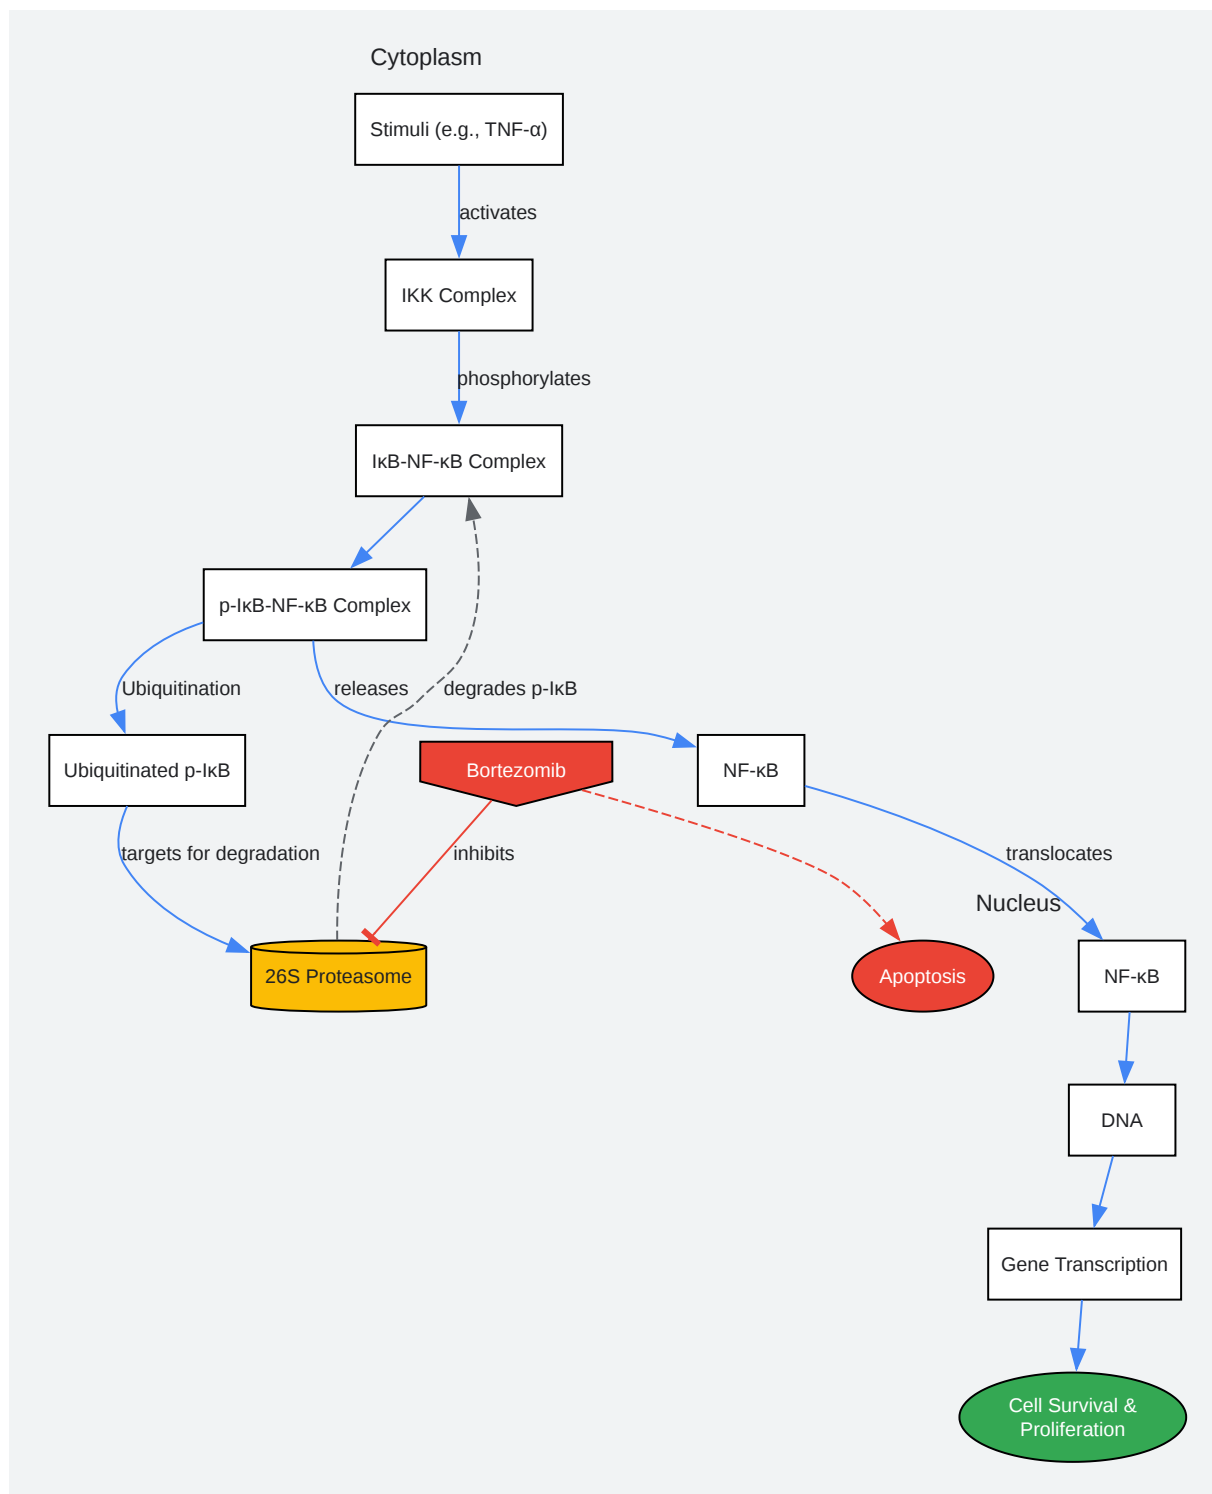 Cytoplasm
Stimuli (e.g., TNF-α)
activates
IKK Complex
phosphorylates
IκB-NF-κB Complex
p-IκB-NF-κB Complex
Ubiquitination
releases
degrades p-IκB
Ubiquitinated p-IκB
Bortezomib
NF-κB
targets for degradation
inhibits
translocates
Nucleus
26S Proteasome
Apoptosis
NF-κB
DNA
Gene Transcription
Cell Survival &
Proliferation